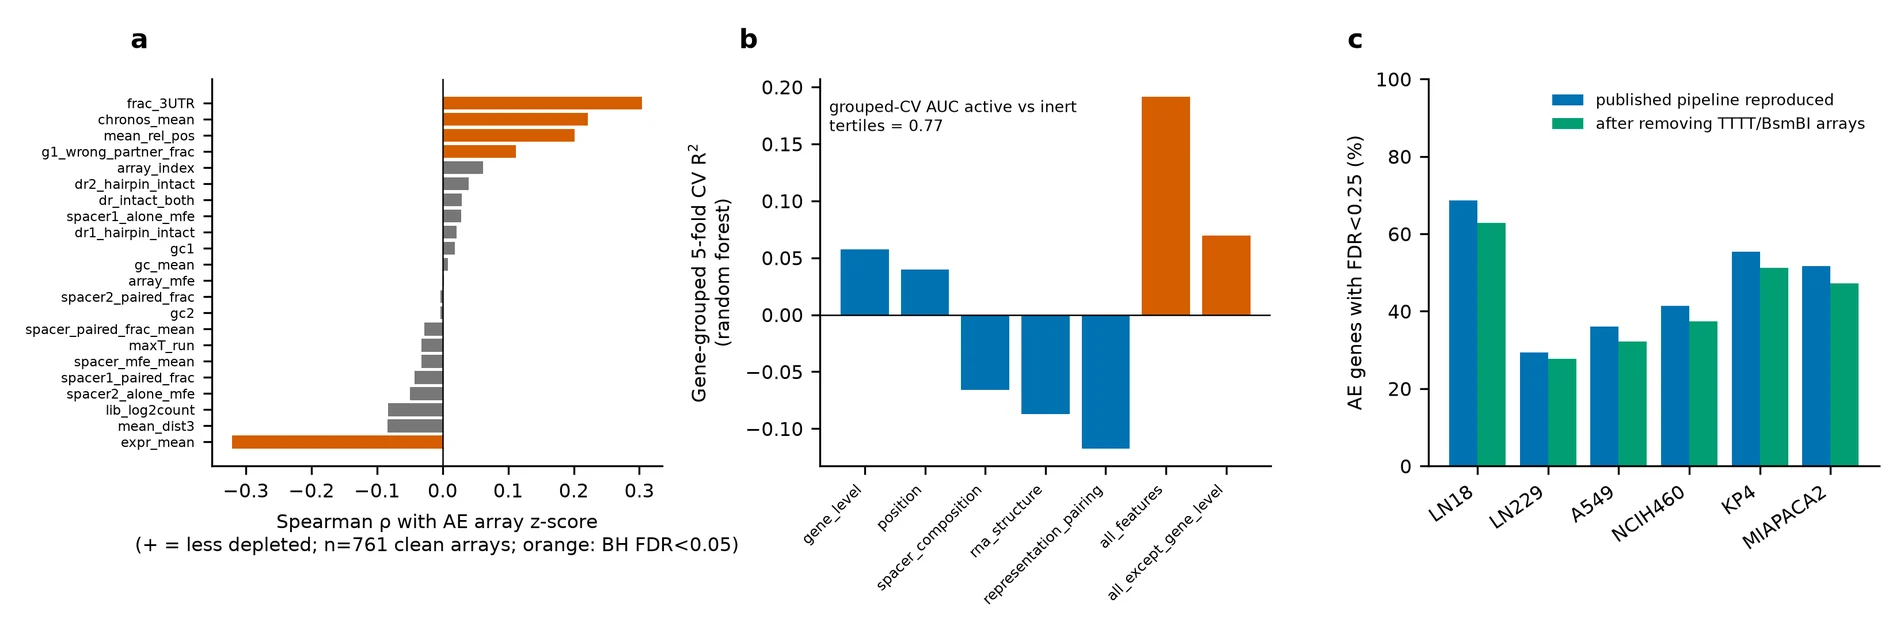 a
frac_3UTR
chronos_mean
mean_rel_pos
g1_wrong_partner_frac
array_index
dr2_hairpin_intact
dr_intact_both
spacer1_alone_mfe
dr1_hairpin_intact
gc1
gc_mean
array_mfe
spacer2_paired_frac
gc2
spacer_paired_frac_mean
maxT_run
spacer_mfe_mean
spacer1_paired_frac
spacer2_alone_mfe
lib_log2count
mean_dist3
expr_mean
−0.3 −0.2 −0.1 0.0 0.1 0.2 0.3
Spearman ρ with AE array z-score
(+ = less depleted; n=761 clean arrays; orange: BH FDR<0.05)
b
Gene-grouped 5-fold CV R²
(random forest)
0.20
0.15
0.10
0.05
0.00
−0.05
−0.10
grouped-CV AUC active vs inert
tertiles = 0.77
gene_level
position
spacer_composition
rna_structure
representation_pairing
all_features
all_except_gene_level
c
AE genes with FDR<0.25 (%)
100
80
60
40
20
0
published pipeline reproduced
after removing TTTT/BsmBI arrays
LN18
LN229
A549
NCIH460
KP4
MIAPACA2